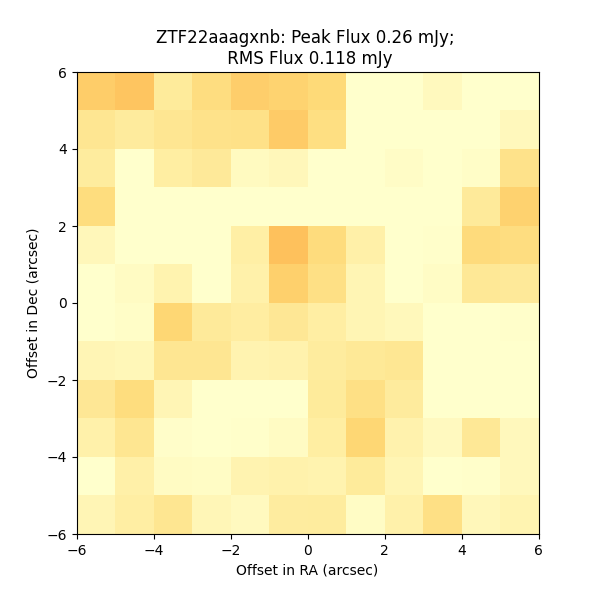 ZTF22aaagxnb: Peak Flux 0.26 mJy;
RMS Flux 0.118 mJy
6
4
2
0
−2
−4
−6
Offset in Dec (arcsec)
−6 −4 −2 0 2 4 6
Offset in RA (arcsec)